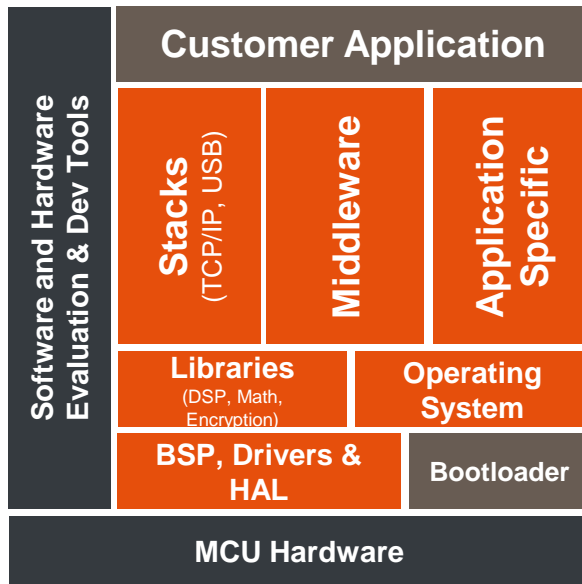 Customer Application
Software and Hardware
Evaluation & Dev Tools
Stacks
(TCP/IP, USB)
Middleware
Application
Specific
Libraries
(DSP, Math,
Encryption)
Operating
System
BSP, Drivers &
HAL
Bootloader
MCU Hardware